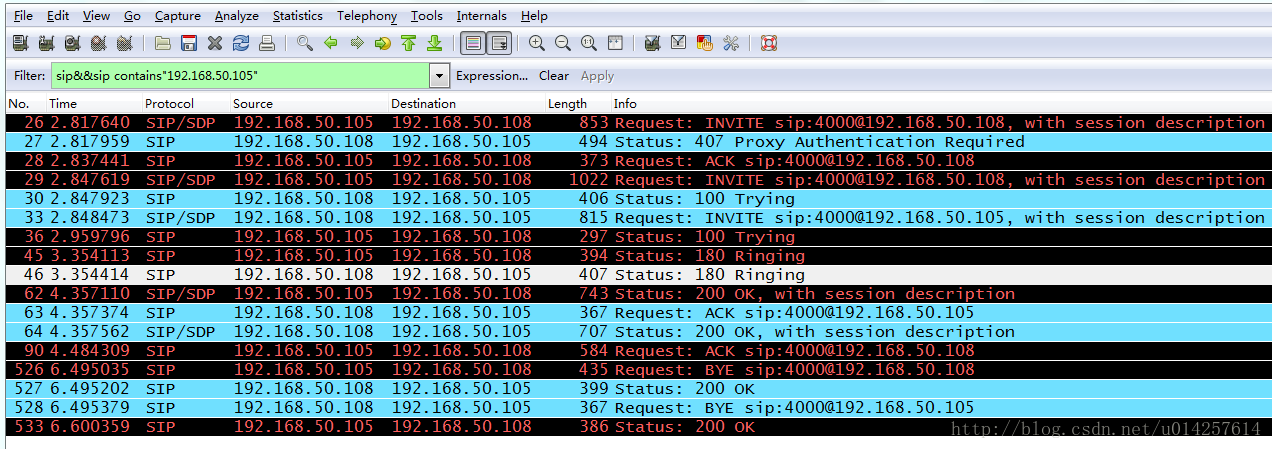 File Edit View Go Capture Analyze Statistics Telephony Tools Internals Help
Filter: sip&&sip contains"192.168.50.105" Expression... Clear Apply
No. Time Protocol Source Destination Length Info
26 2.817640 SIP/SDP 192.168.50.105 192.168.50.108 853 Request: INVITE sip:4000@192.168.50.108, with session description
27 2.817959 SIP 192.168.50.108 192.168.50.105 494 Status: 407 Proxy Authentication Required
28 2.837441 SIP 192.168.50.105 192.168.50.108 373 Request: ACK sip:4000@192.168.50.108
29 2.847619 SIP/SDP 192.168.50.105 192.168.50.108 1022 Request: INVITE sip:4000@192.168.50.108, with session description
30 2.847923 SIP 192.168.50.108 192.168.50.105 406 Status: 100 Trying
33 2.848473 SIP/SDP 192.168.50.108 192.168.50.105 815 Request: INVITE sip:4000@192.168.50.105, with session description
36 2.959796 SIP 192.168.50.105 192.168.50.108 297 Status: 100 Trying
45 3.354113 SIP 192.168.50.105 192.168.50.108 394 Status: 180 Ringing
46 3.354414 SIP 192.168.50.108 192.168.50.105 407 Status: 180 Ringing
62 4.357110 SIP/SDP 192.168.50.105 192.168.50.108 743 Status: 200 OK, with session description
63 4.357374 SIP 192.168.50.108 192.168.50.105 367 Request: ACK sip:4000@192.168.50.105
64 4.357562 SIP/SDP 192.168.50.108 192.168.50.105 707 Status: 200 OK, with session description
90 4.484309 SIP 192.168.50.105 192.168.50.108 584 Request: ACK sip:4000@192.168.50.108
526 6.495035 SIP 192.168.50.105 192.168.50.108 435 Request: BYE sip:4000@192.168.50.108
527 6.495202 SIP 192.168.50.108 192.168.50.105 399 Status: 200 OK
528 6.495379 SIP 192.168.50.108 192.168.50.105 367 Request: BYE sip:4000@192.168.50.105
533 6.600359 SIP 192.168.50.105 192.168.50.108 386 Status: 200 OK
http://blog.csdn.net/u014257614